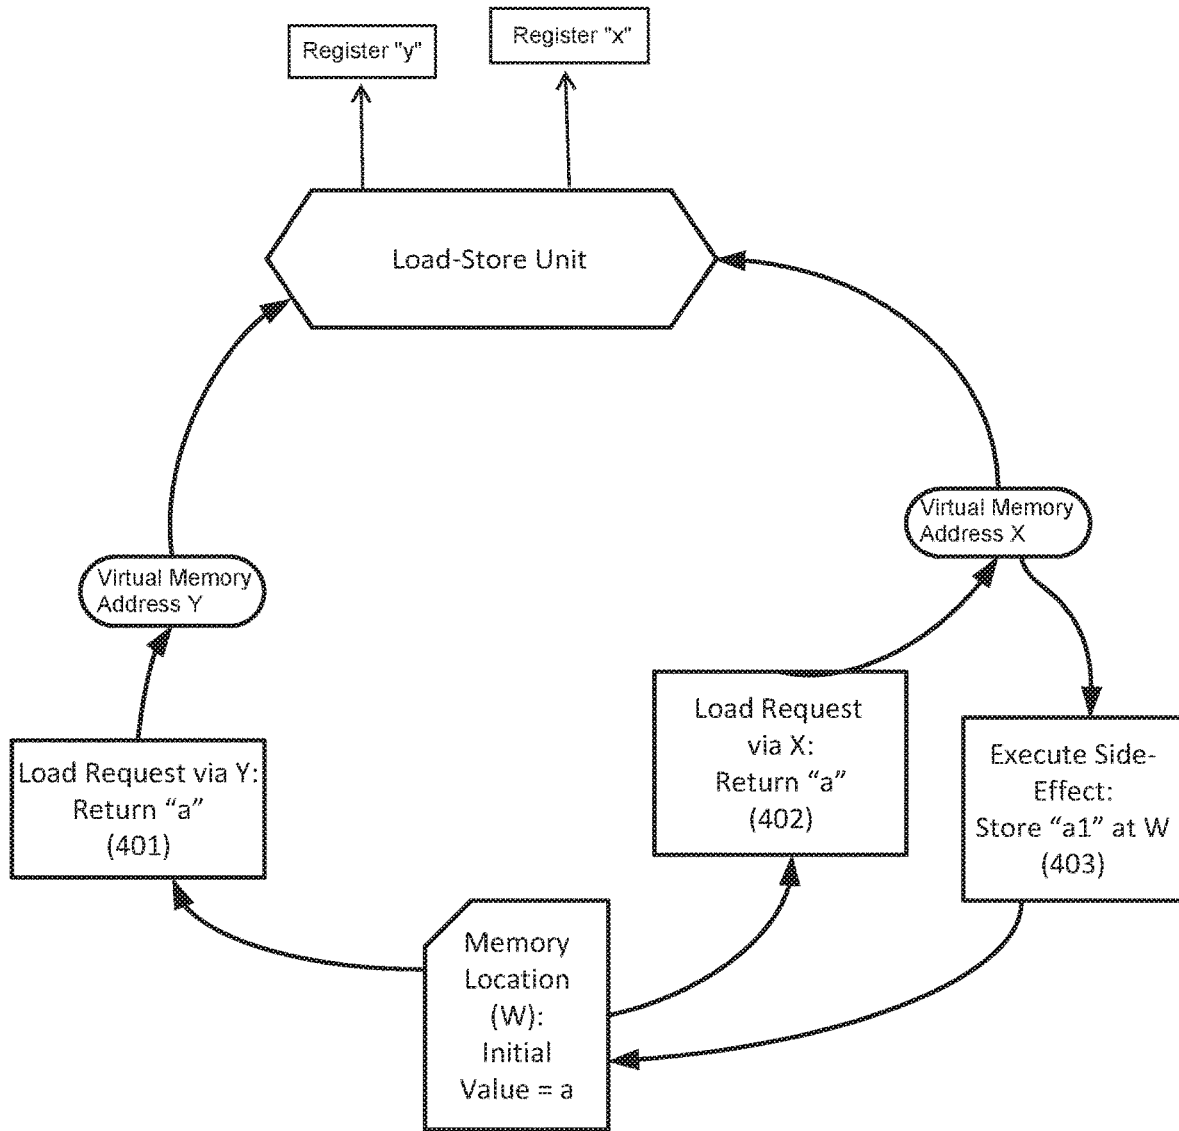 Register "y"
Register "x"
Load-Store Unit
Virtual Memory
Address X
Virtual Memory
Address Y
Load Request
via X:
Return “a”
(402)
Execute Side-
Effect:
Store “a1” at W
(403)
Load Request via Y:
Return “a”
(401)
Memory
Location
(W):
Initial
Value = a